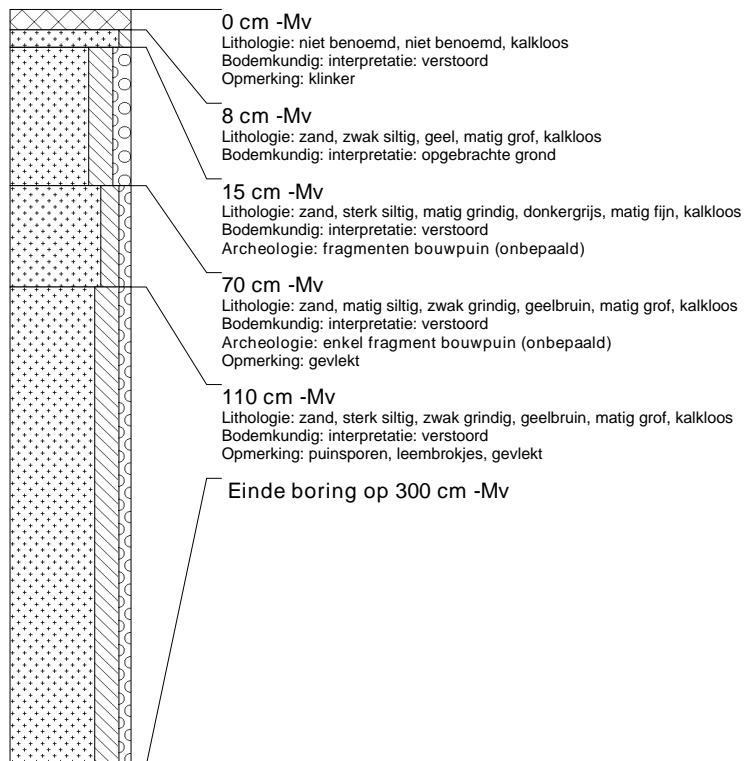 0 cm -Mv
Lithologie: niet benoemd, niet benoemd, kalkloos
Bodemkundig: interpretatie: verstoord
Opmerking: klinker
8 cm -Mv
Lithologie: zand, zwak siltig, geel, matig grof, kalkloos
Bodemkundig: interpretatie: opgebrachte grond
15 cm -Mv
Lithologie: zand, sterk siltig, matig grindig, donkergrijs, matig fijn, kalkloos
Bodemkundig: interpretatie: verstoord
Archeologie: fragmenten bouwpuin (onbepaald)
70 cm -Mv
Lithologie: zand, matig siltig, zwak grindig, geelbruin, matig grof, kalkloos
Bodemkundig: interpretatie: verstoord
Archeologie: enkel fragment bouwpuin (onbepaald)
Opmerking: gevlekt
110 cm -Mv
Lithologie: zand, sterk siltig, zwak grindig, geelbruin, matig grof, kalkloos
Bodemkundig: interpretatie: verstoord
Opmerking: puinsporen, leembrokjes, gevlekt
Einde boring op 300 cm -Mv